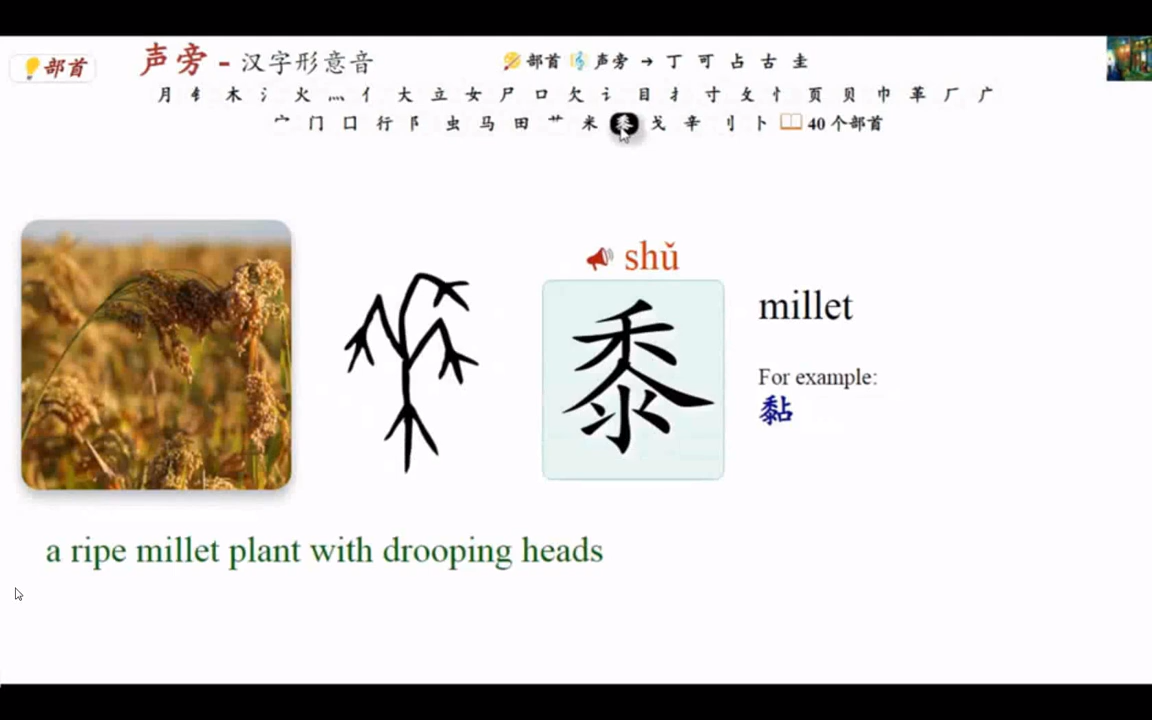 部首
声旁 - 汉字形意音
部首 声旁 → 丁 可 占 古 圭
月 钅 木 氵 火 灬 亻 大 立 女 尸 口 欠 讠 目 扌 寸 攵 忄 页 贝 巾 革 厂 广
宀 门 囗 行 阝 虫 马 田 艹 米 黍 戈 辛 刂 卜 40 个部首
shǔ
黍
millet
For example:
黏
a ripe millet plant with drooping heads